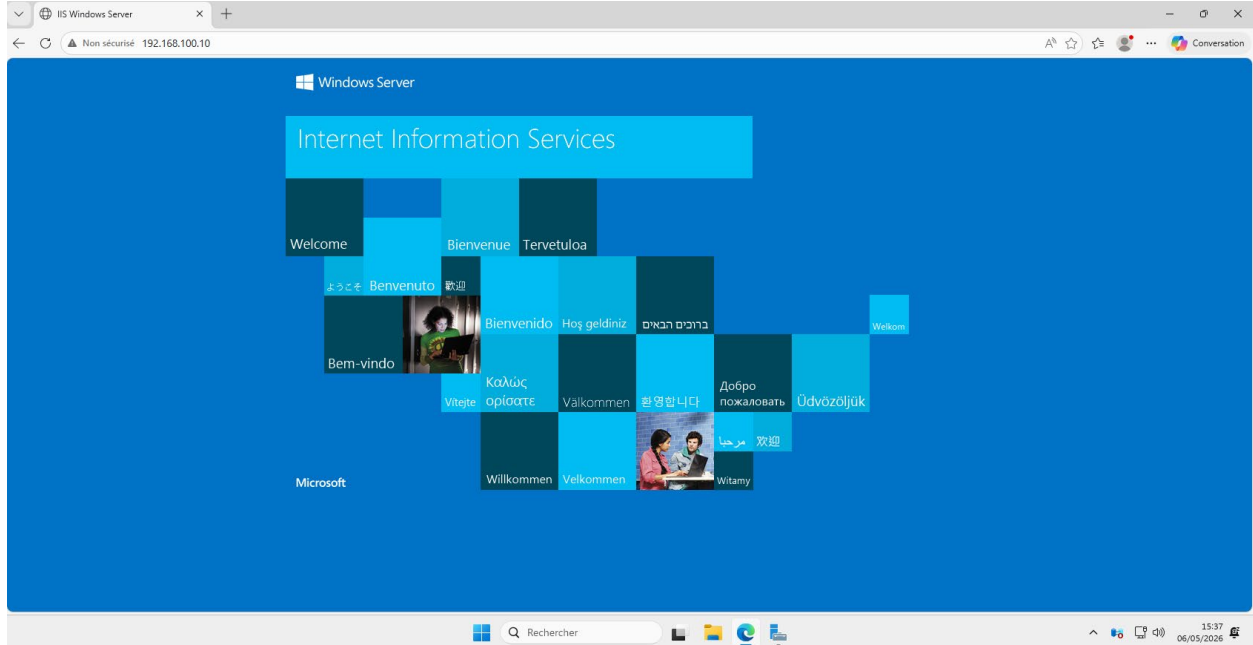 IIS Windows Server
Non sécurisé 192.168.100.10
Conversation
Windows Server
Internet Information Services
Welcome
Bienvenue
Tervetuloa
ようこそ
Benvenuto
歡迎
Bienvenido
Hoş geldiniz
ברוכים הבאים
Welkom
Bem-vindo
Vítejte
Καλώς
ορίσατε
Välkommen
환영합니다
Добро
пожаловать
Üdvözöljük
مرحبا
欢迎
Microsoft
Willkommen
Velkommen
Witamy
Rechercher
15:37
06/05/2026